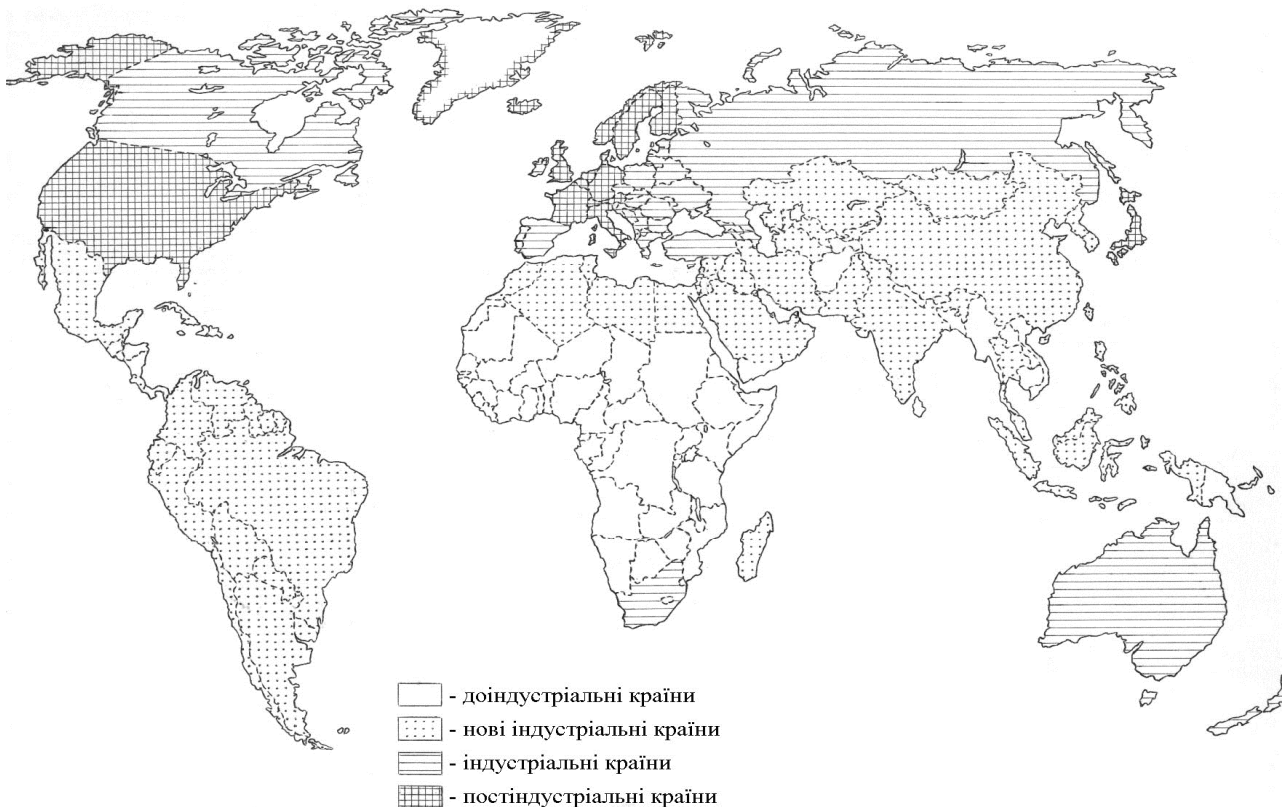 - доіндустріальні країни
- нові індустріальні країни
- індустріальні країни
- постіндустріальні країни